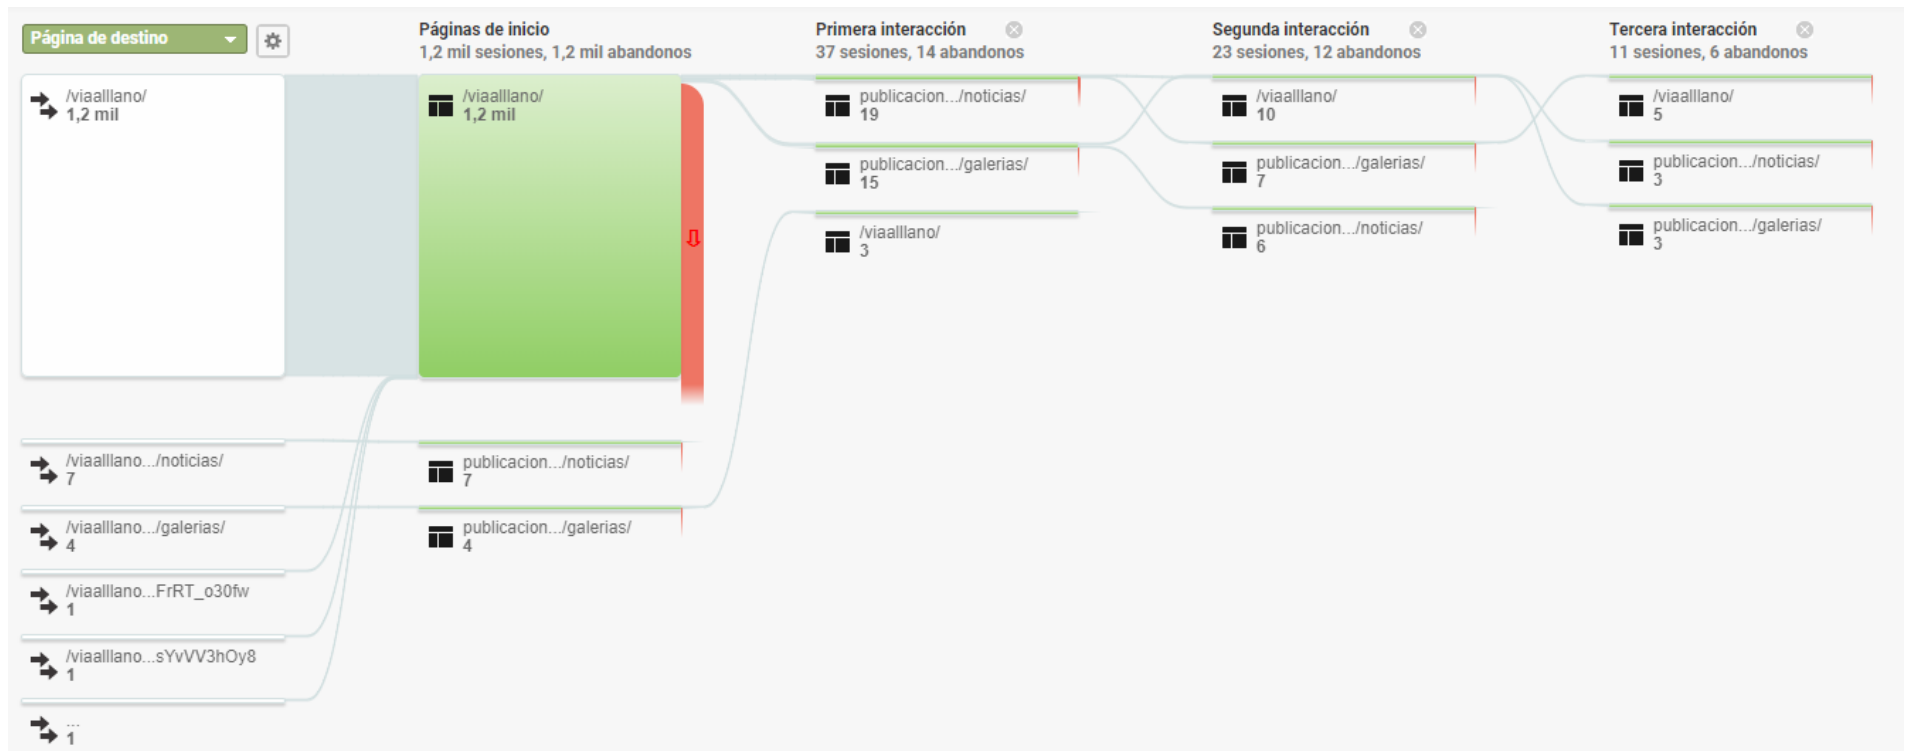 Página de destino
/viaalllano/
1,2 mil
/viaalllano.../noticias/
7
/viaalllano.../galerias/
4
/viaalllano...FrRT_o30fw
1
/viaalllano...sYvVV3hOy8
1
...
1
Páginas de inicio
1,2 mil sesiones, 1,2 mil abandonos
/viaalllano/
1,2 mil
publicacion.../noticias/
7
publicacion.../galerias/
4
Primera interacción
37 sesiones, 14 abandonos
publicacion.../noticias/
19
publicacion.../galerias/
15
/viaalllano/
3
Segunda interacción
23 sesiones, 12 abandonos
/viaalllano/
10
publicacion.../galerias/
7
publicacion.../noticias/
6
Tercera interacción
11 sesiones, 6 abandonos
/viaalllano/
5
publicacion.../noticias/
3
publicacion.../galerias/
3